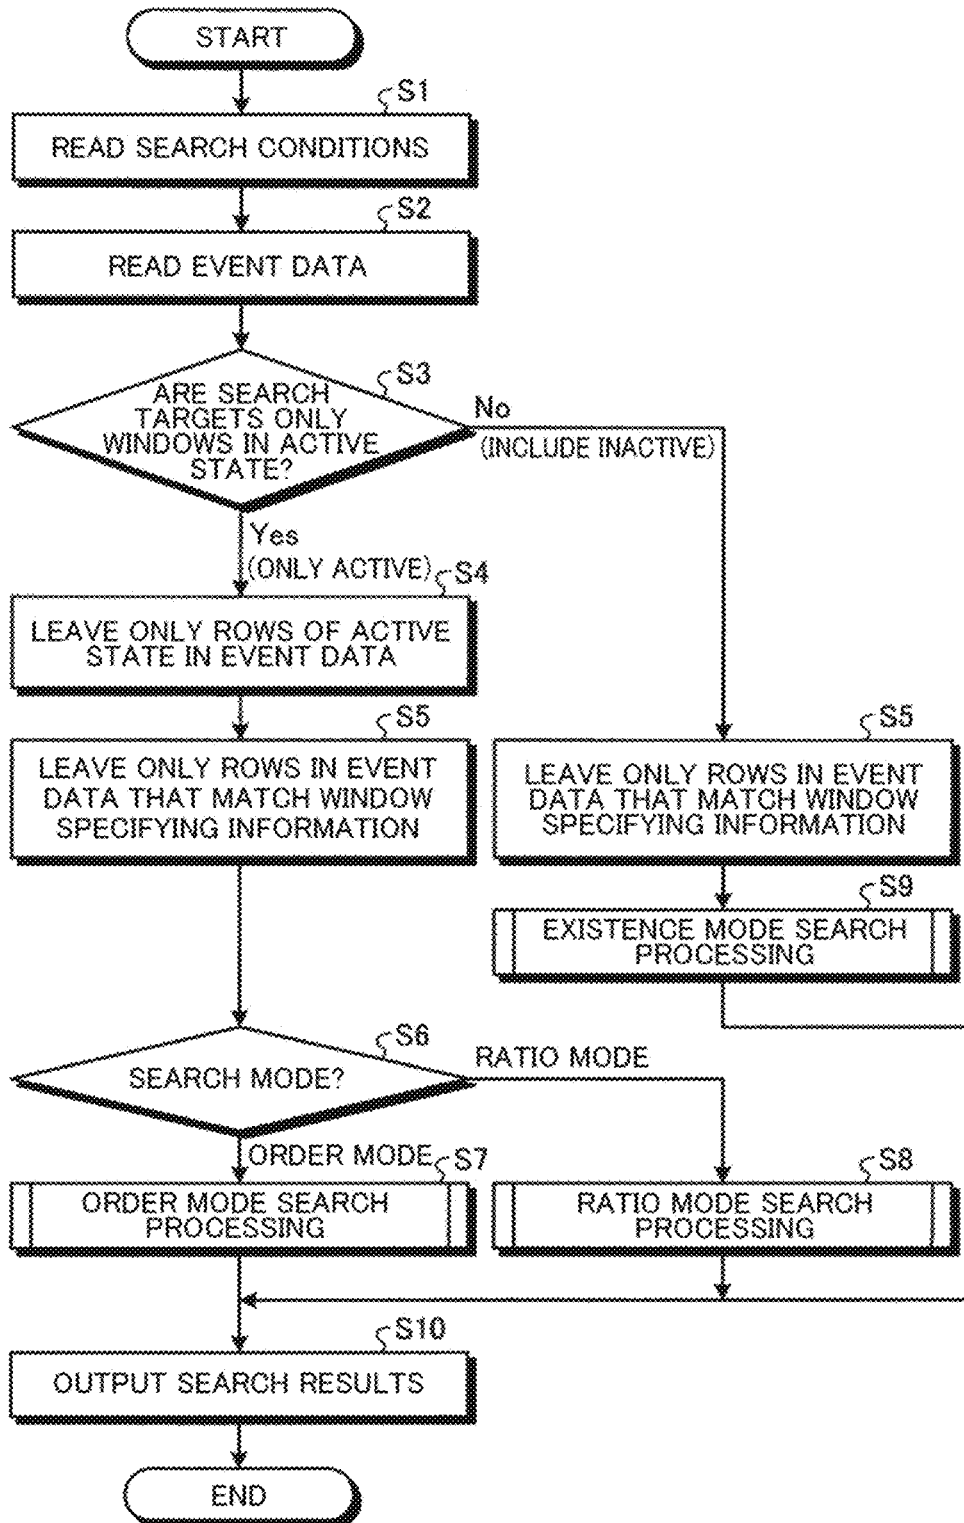 START
S1
READ SEARCH CONDITIONS
S2
READ EVENT DATA
S3
ARE SEARCH
TARGETS ONLY
WINDOWS IN ACTIVE
STATE?
No
(INCLUDE INACTIVE)
Yes
(ONLY ACTIVE)
S4
LEAVE ONLY ROWS OF ACTIVE
STATE IN EVENT DATA
S5
LEAVE ONLY ROWS IN EVENT
DATA THAT MATCH WINDOW
SPECIFYING INFORMATION
S5
LEAVE ONLY ROWS IN EVENT
DATA THAT MATCH WINDOW
SPECIFYING INFORMATION
S9
EXISTENCE MODE SEARCH
PROCESSING
S6
SEARCH MODE?
RATIO MODE
ORDER MODE
S7
ORDER MODE SEARCH
PROCESSING
S8
RATIO MODE SEARCH
PROCESSING
S10
OUTPUT SEARCH RESULTS
END